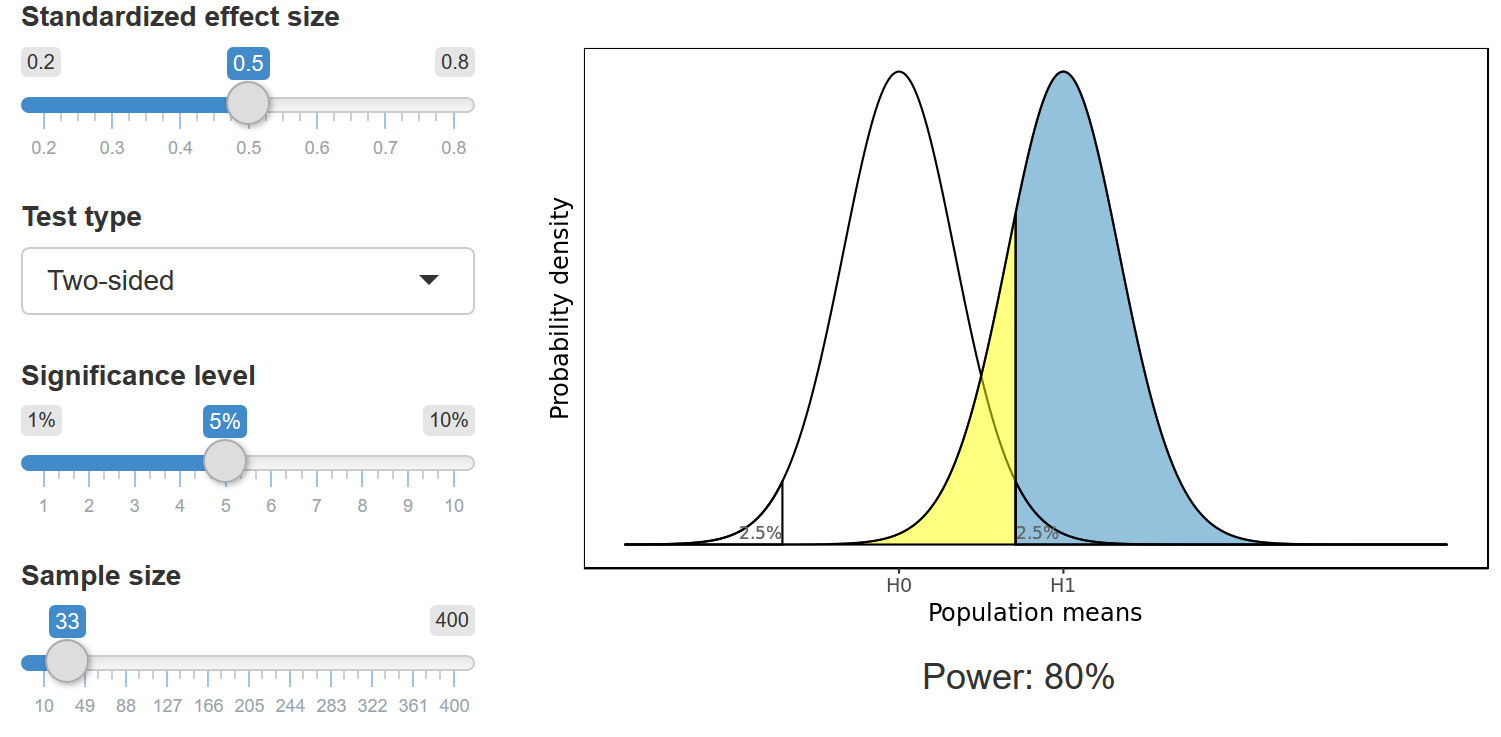 Standardized effect size
0.2 0.5 0.8
0.2 0.3 0.4 0.5 0.6 0.7 0.8
Test type
Two-sided
Significance level
1% 5% 10%
1 2 3 4 5 6 7 8 9 10
Sample size
33 400
10 49 88 127 166 205 244 283 322 361 400
Probability density
2.5% 2.5%
H0 H1
Population means
Power: 80%